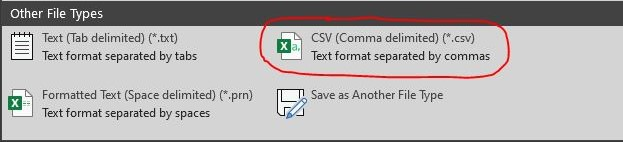 Other File Types
Text (Tab delimited) (*.txt)
Text format separated by tabs
CSV (Comma delimited) (*.csv)
Text format separated by commas
Formatted Text (Space delimited) (*.prn)
Text format separated by spaces
Save as Another File Type